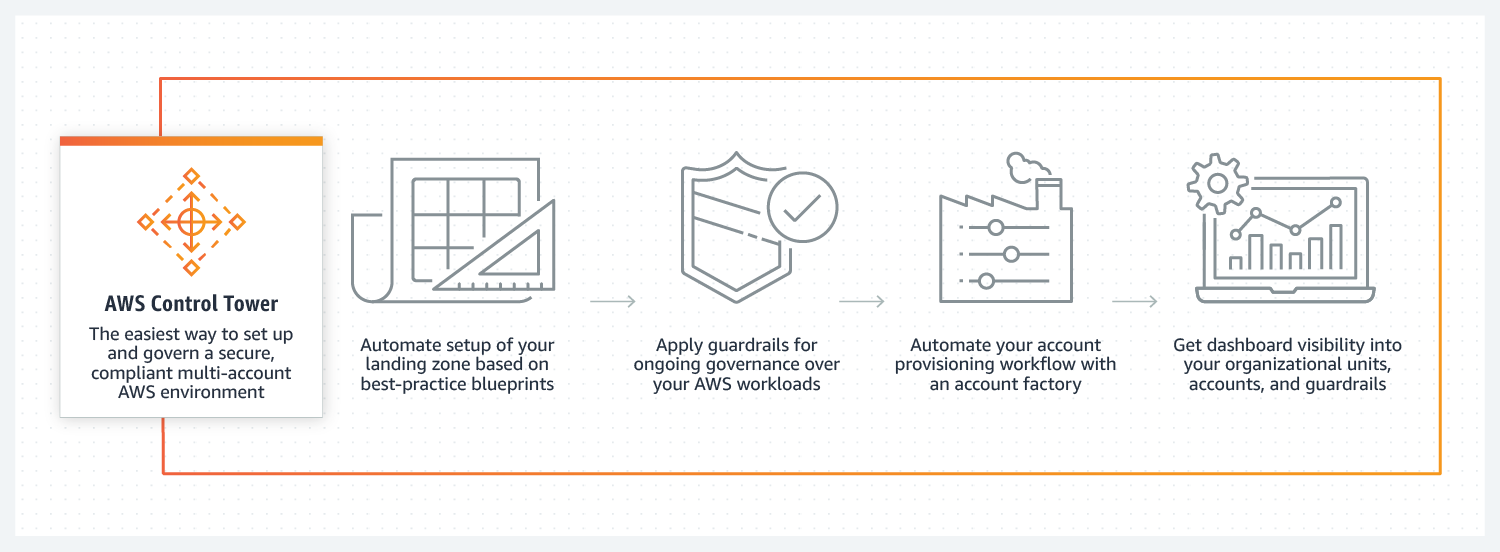 AWS Control Tower
The easiest way to set up
and govern a secure,
compliant multi-account
AWS environment
Automate setup of your
landing zone based on
best-practice blueprints
Apply guardrails for
ongoing governance over
your AWS workloads
Automate your account
provisioning workflow with
an account factory
Get dashboard visibility into
your organizational units,
accounts, and guardrails